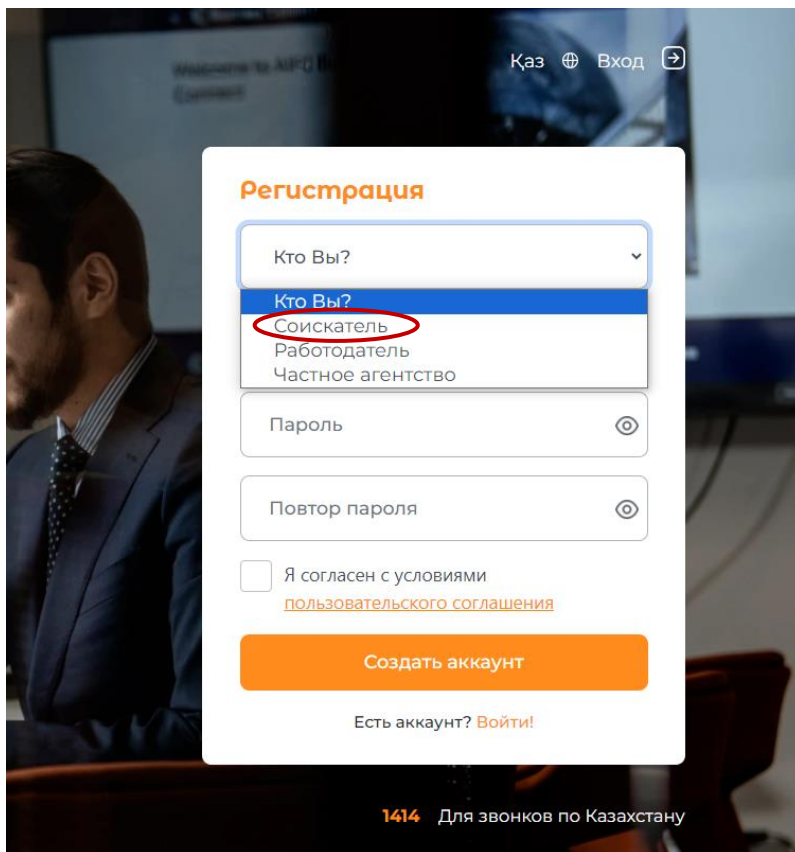 Қаз Вход
Регистрация
Кто Вы?
Кто Вы?
Соискатель
Работодатель
Частное агентство
Пароль
Повтор пароля
Я согласен с условиями
пользовательского соглашения
Создать аккаунт
Есть аккаунт? Войти!
1414 Для звонков по Казахстану